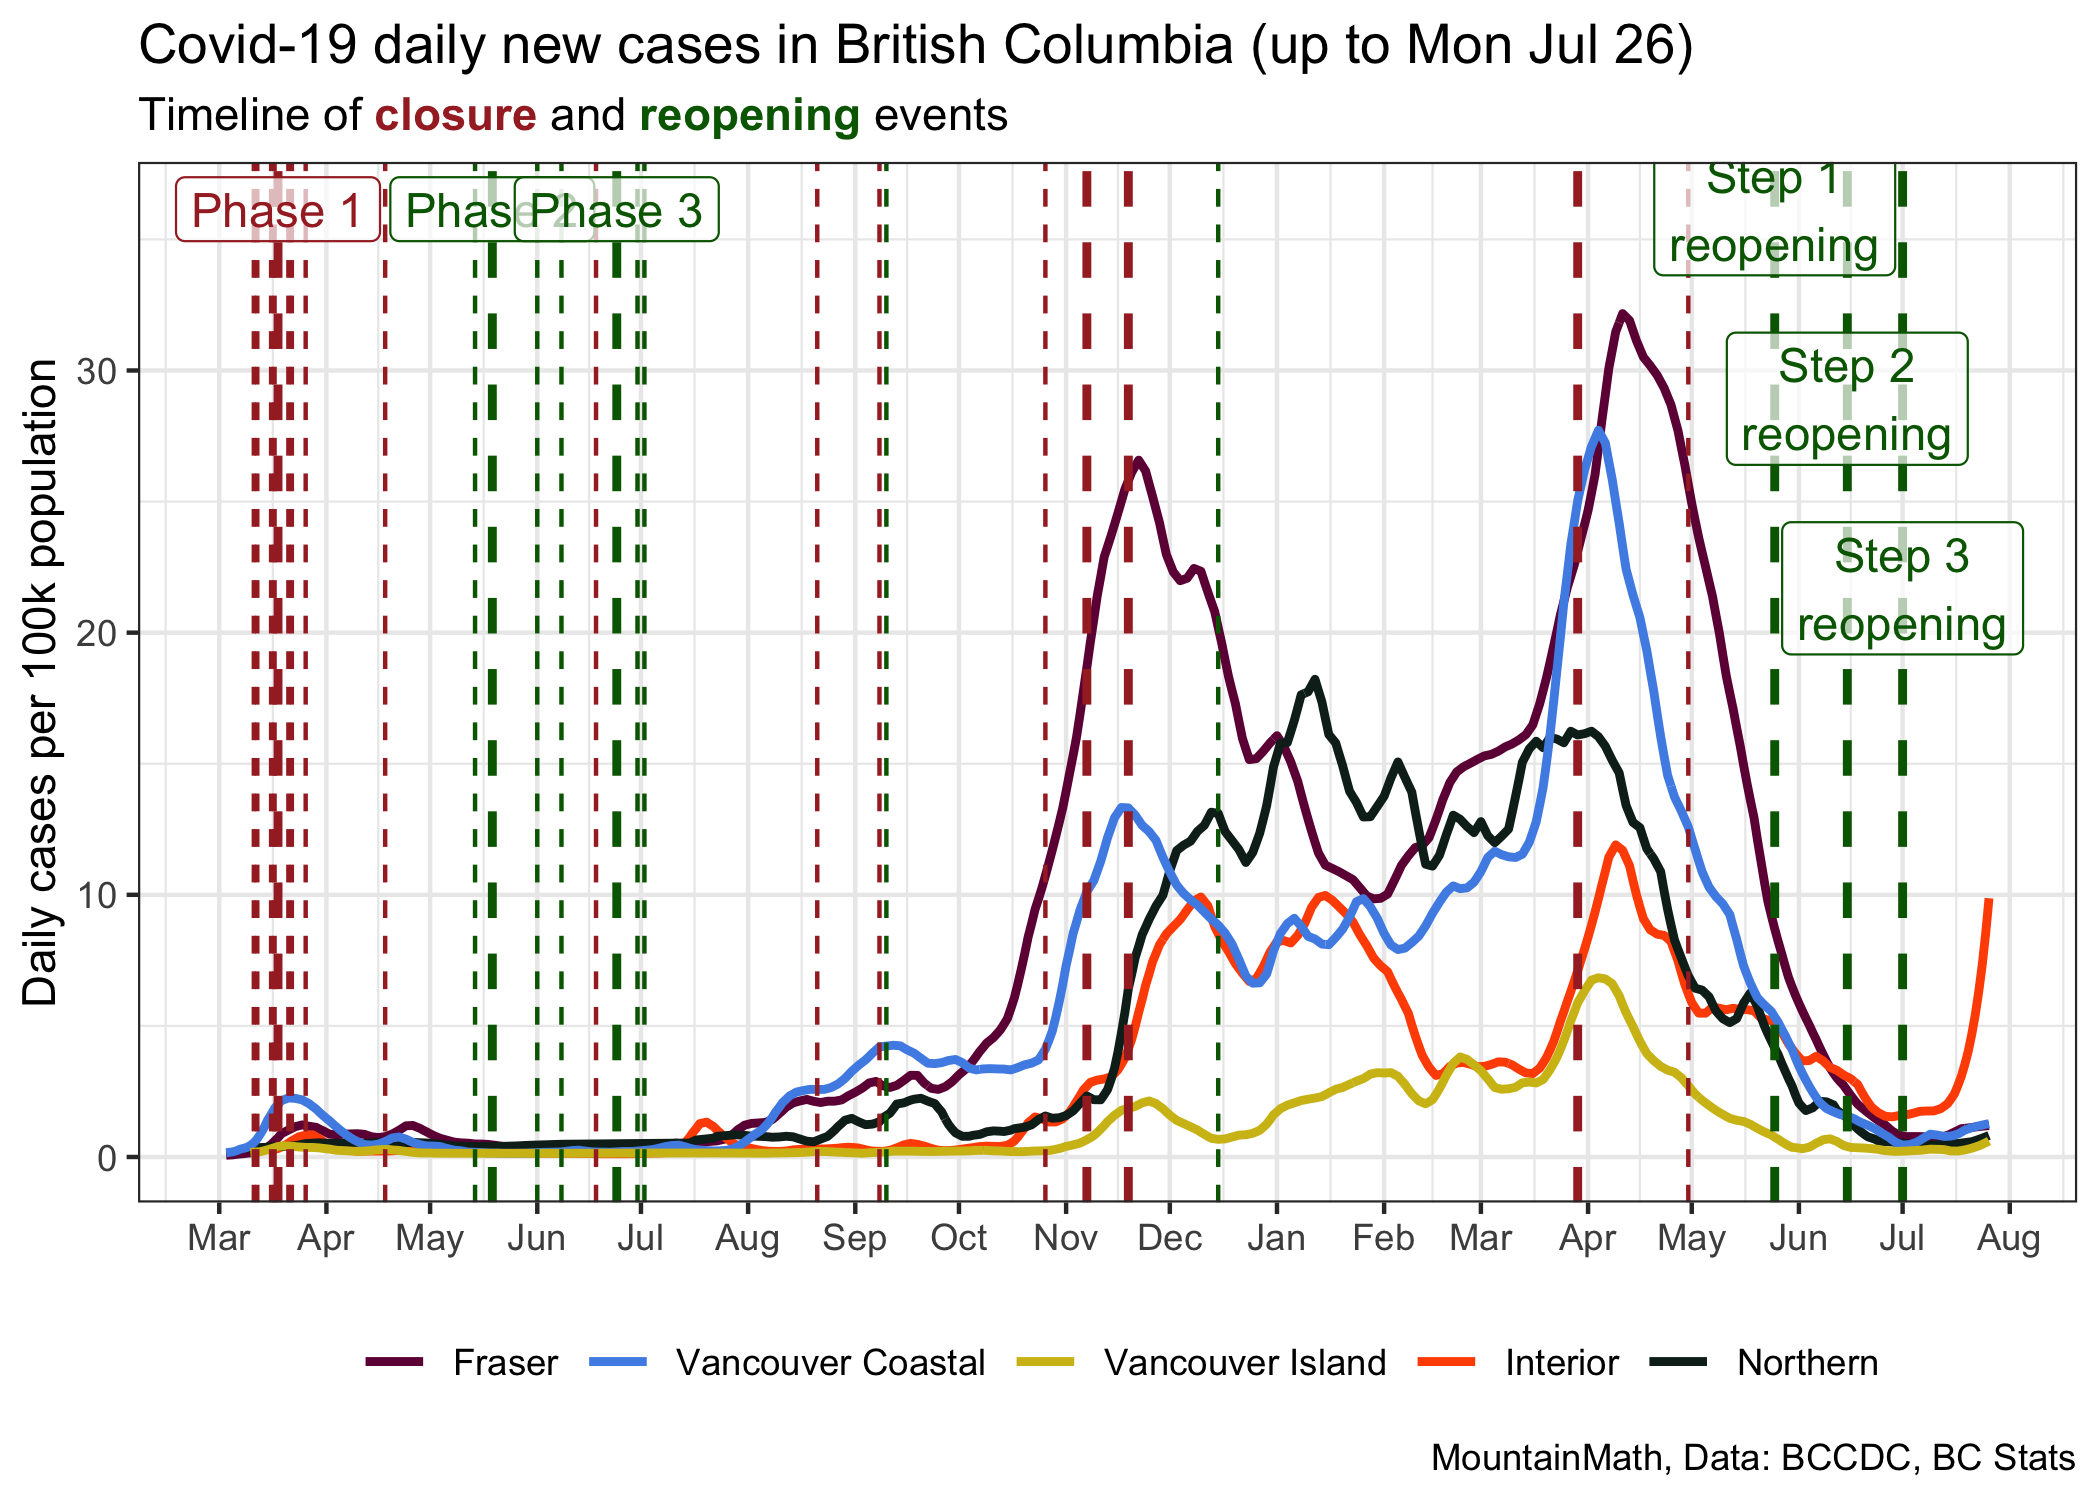 Covid-19 daily new cases in British Columbia (up to Mon Jul 26)
Timeline of closure and reopening events
Phase 1
Phase 2
Phase 3
Step 1
reopening
Step 2
reopening
Step 3
reopening
Daily cases per 100k population
30
20
10
0
Mar Apr May Jun Jul Aug Sep Oct Nov Dec Jan Feb Mar Apr May Jun Jul Aug
Fraser Vancouver Coastal Vancouver Island Interior Northern
MountainMath, Data: BCCDC, BC Stats